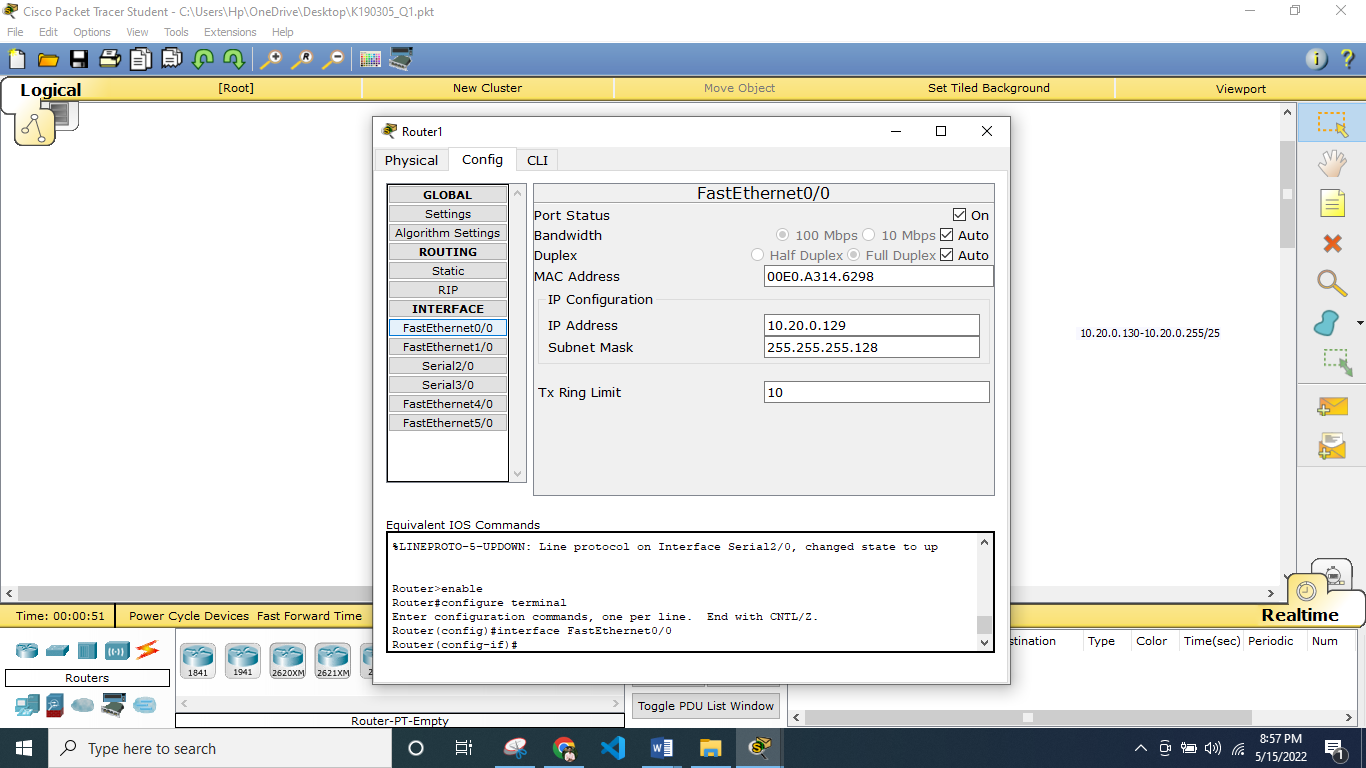 Cisco Packet Tracer Student - C:\Users\Hp\OneDrive\Desktop\K190305_Q1.pkt
File Edit Options View Tools Extensions Help
Logical [Root] New Cluster Move Object Set Tiled Background Viewport
Router1
Physical Config CLI
GLOBAL
Settings
Algorithm Settings
ROUTING
Static
RIP
INTERFACE
FastEthernet0/0
FastEthernet1/0
Serial2/0
Serial3/0
FastEthernet4/0
FastEthernet5/0
FastEthernet0/0
Port Status On
Bandwidth 100 Mbps 10 Mbps Auto
Duplex Half Duplex Full Duplex Auto
MAC Address 00E0.A314.6298
IP Configuration
IP Address 10.20.0.129
Subnet Mask 255.255.255.128
Tx Ring Limit 10
10.20.0.130-10.20.0.255/25
Equivalent IOS Commands
%LINEPROTO-5-UPDOWN: Line protocol on Interface Serial2/0, changed state to up
Router>enable
Router#configure terminal
Enter configuration commands, one per line. End with CNTL/Z.
Router(config)#interface FastEthernet0/0
Router(config-if)#
Time: 00:00:51 Power Cycle Devices Fast Forward Time
Realtime
Routers
1841 1941 2620XM 2621XM
Router-PT-Empty
Toggle PDU List Window
stination Type Color Time(sec) Periodic Num
Type here to search
8:57 PM
5/15/2022
1